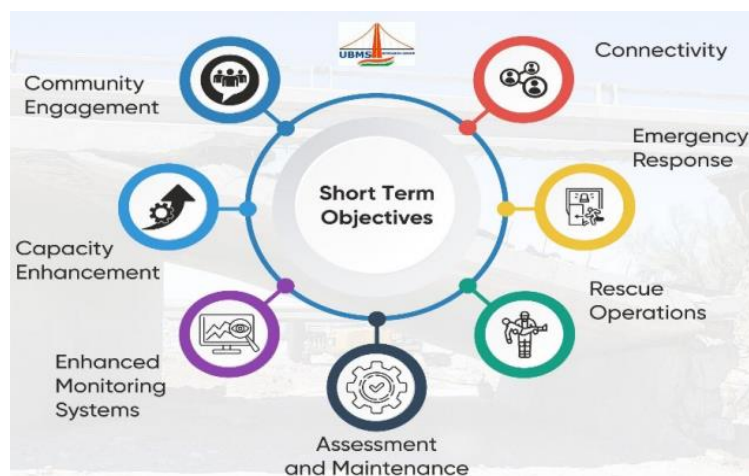 UBMS
Connectivity
Community
Engagement
Emergency
Response
Short Term
Objectives
Capacity
Enhancement
Rescue
Operations
Enhanced
Monitoring
Systems
Assessment
and Maintenance